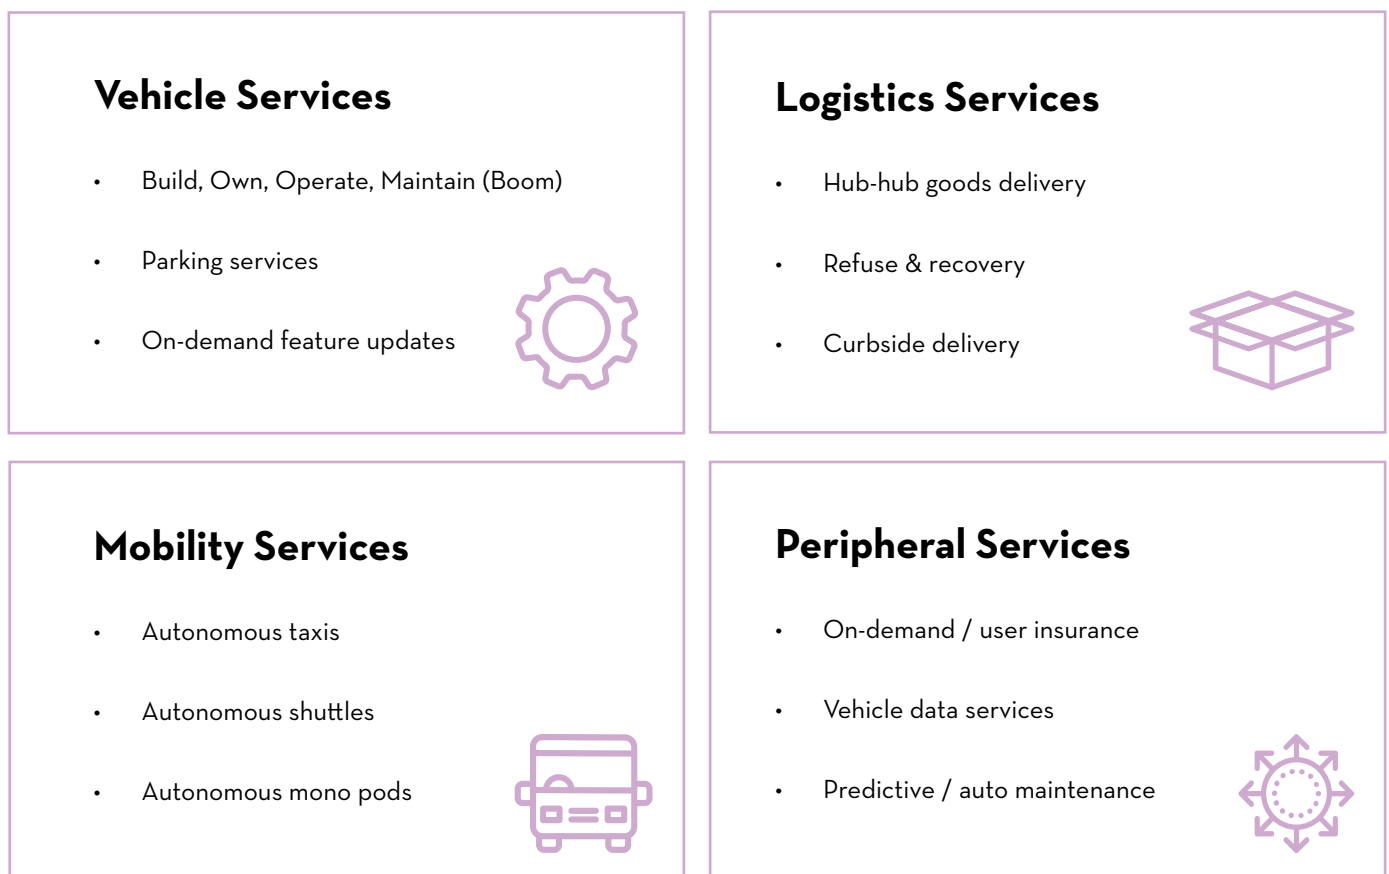 Vehicle Services
• Build, Own, Operate, Maintain (Boom)
• Parking services
• On-demand feature updates
Logistics Services
• Hub-hub goods delivery
• Refuse & recovery
• Curbside delivery
Mobility Services
• Autonomous taxis
• Autonomous shuttles
• Autonomous mono pods
Peripheral Services
• On-demand / user insurance
• Vehicle data services
• Predictive / auto maintenance